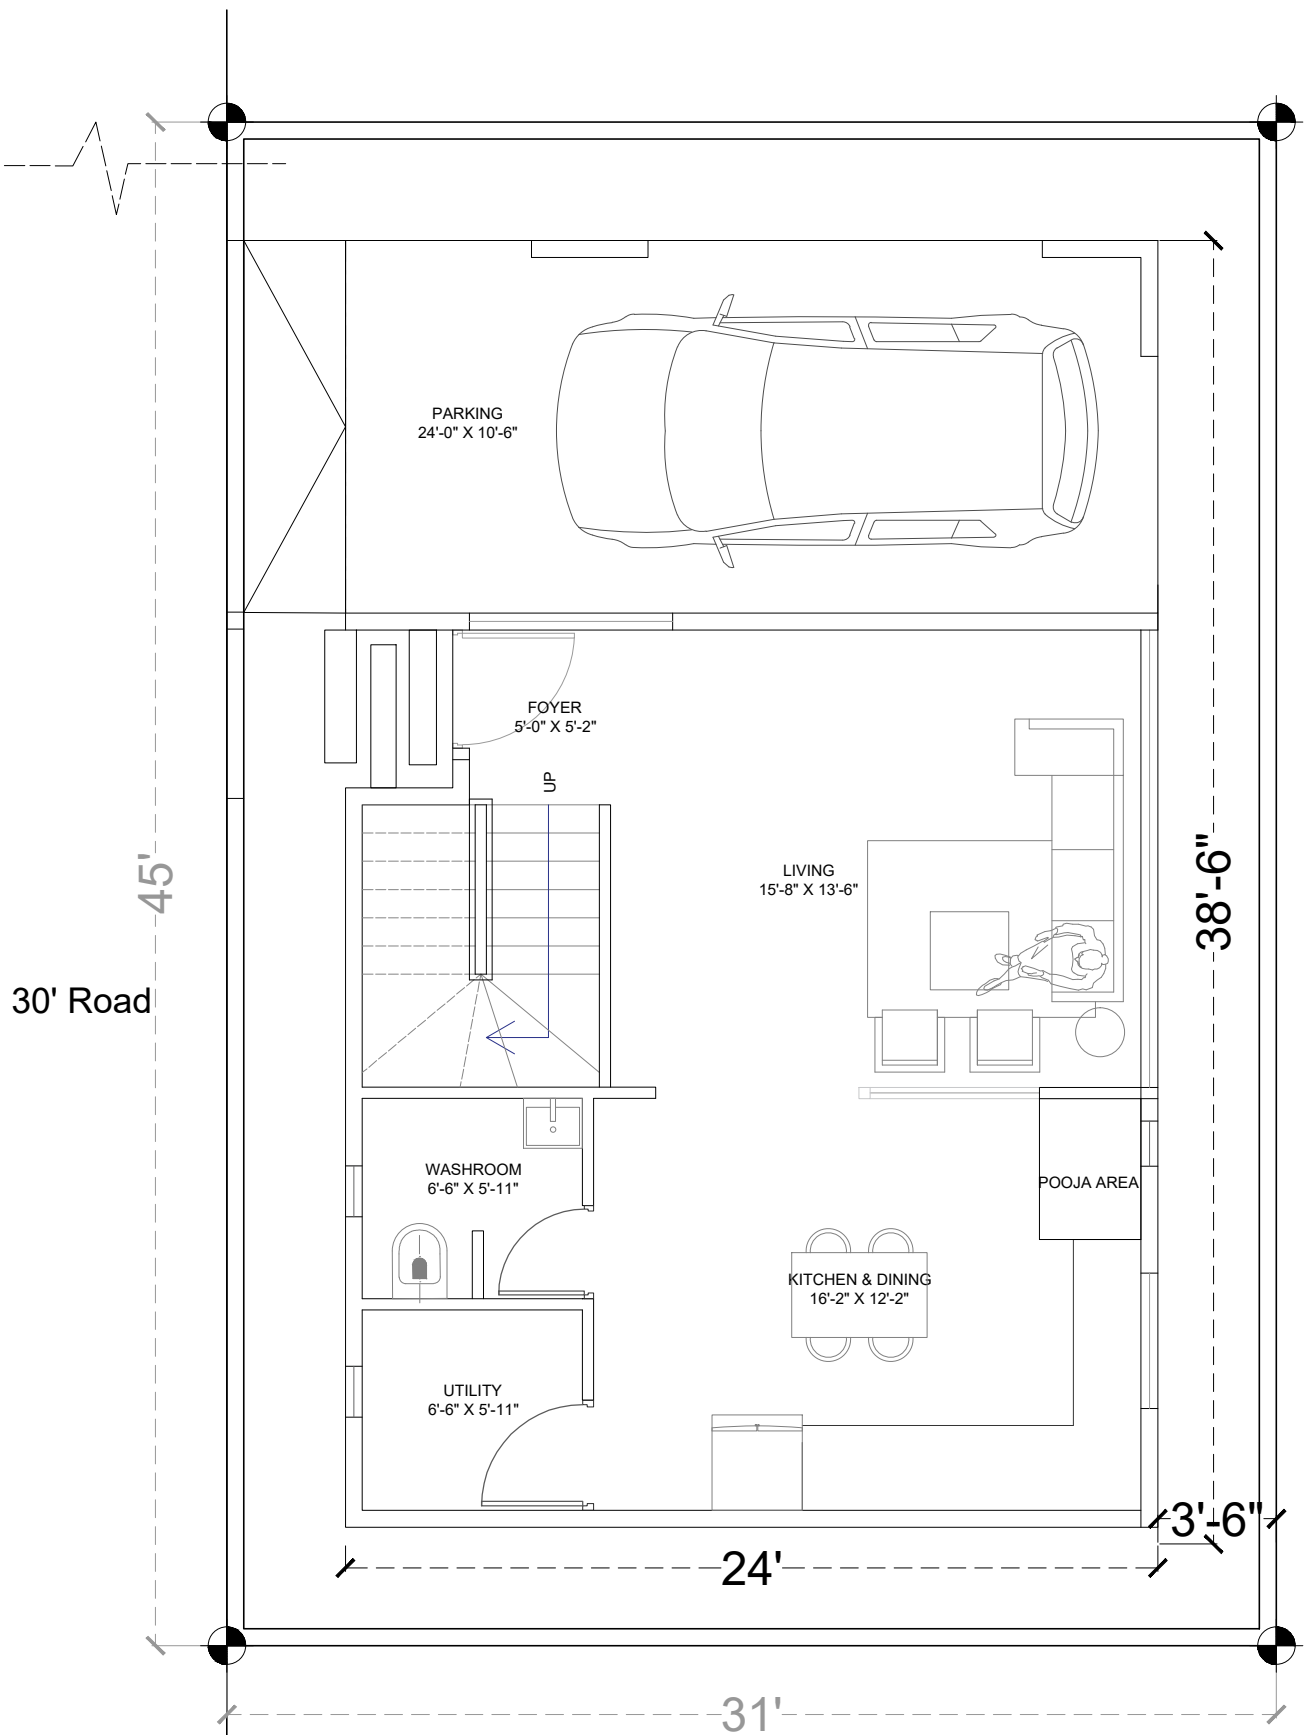 PARKING
24'-0" X 10'-6"
FOYER
5'-0" X 5'-2"
UP
LIVING
15'-8" X 13'-6"
45'
38'-6"
30' Road
WASHROOM
6'-6" X 5'-11"
POOJA AREA
KITCHEN & DINING
16'-2" X 12'-2"
UTILITY
6'-6" X 5'-11"
3'-6"
24'
31'